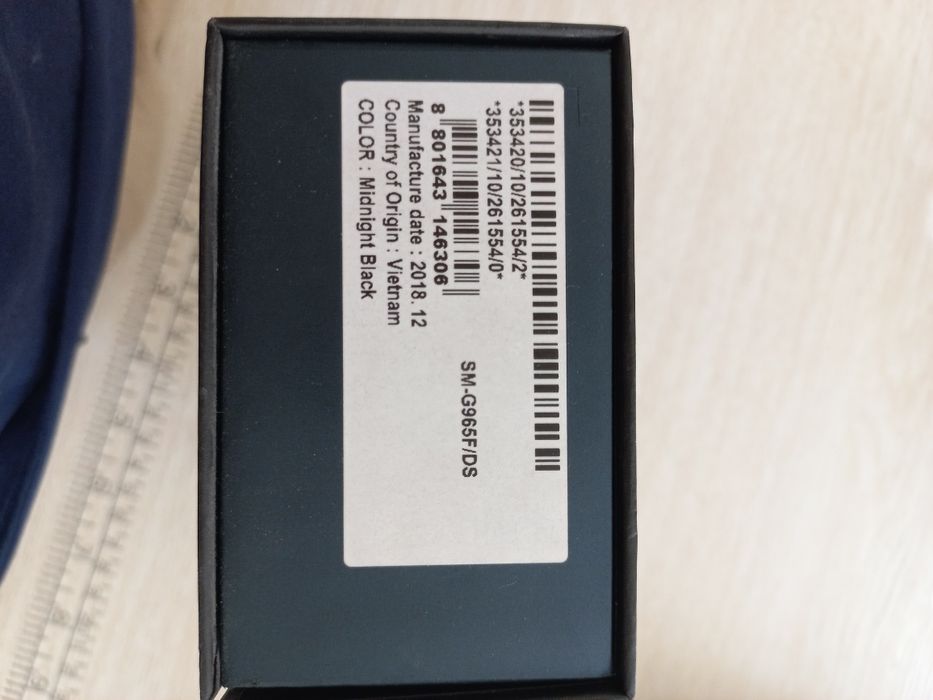 *353420/10/261554/2*
*353421/10/261554/0*
SM-G965F/DS
8 801643 146306
Manufacture date : 2018. 12
Country of Origin : Vietnam
COLOR : Midnight Black